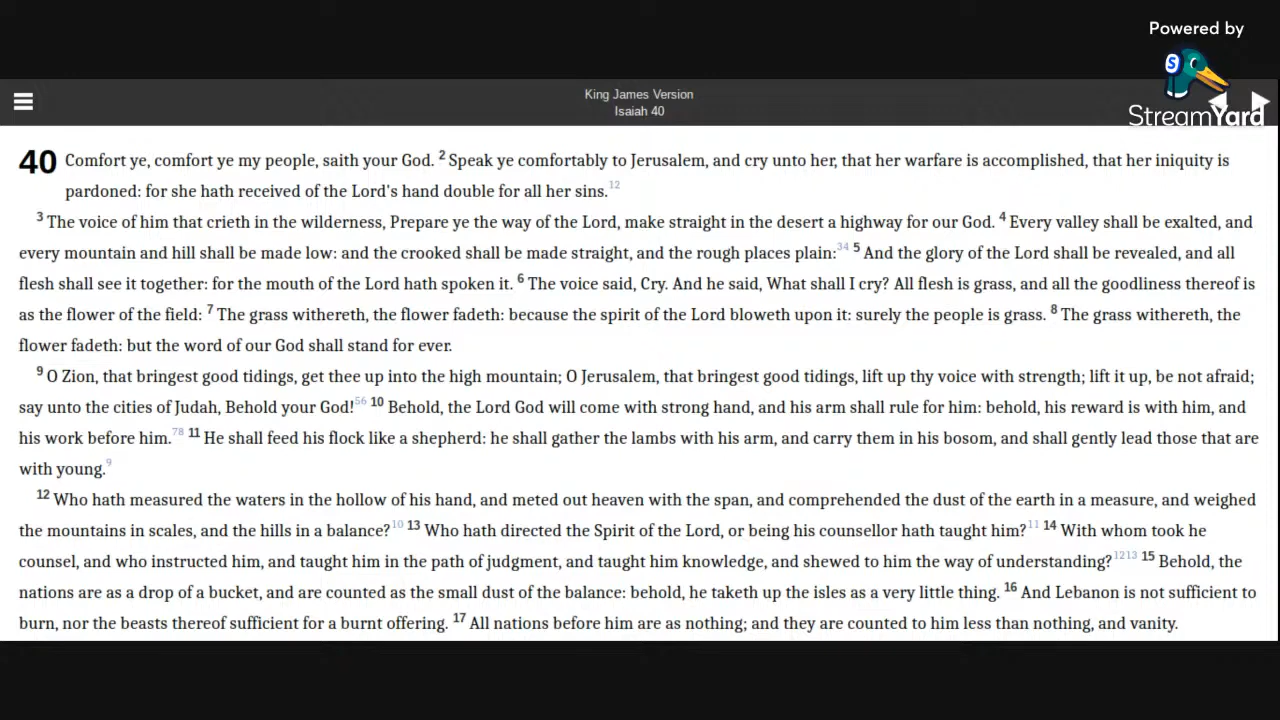 Powered by
S
StreamYard
King James Version
Isaiah 40
40 Comfort ye, comfort ye my people, saith your God. 2 Speak ye comfortably to Jerusalem, and cry unto her, that her warfare is accomplished, that her iniquity is
pardoned: for she hath received of the Lord's hand double for all her sins.12
3 The voice of him that crieth in the wilderness, Prepare ye the way of the Lord, make straight in the desert a highway for our God. 4 Every valley shall be exalted, and
every mountain and hill shall be made low: and the crooked shall be made straight, and the rough places plain:34 5 And the glory of the Lord shall be revealed, and all
flesh shall see it together: for the mouth of the Lord hath spoken it. 6 The voice said, Cry. And he said, What shall I cry? All flesh is grass, and all the goodliness thereof is
as the flower of the field: 7 The grass withereth, the flower fadeth: because the spirit of the Lord bloweth upon it: surely the people is grass. 8 The grass withereth, the
flower fadeth: but the word of our God shall stand for ever.
9 O Zion, that bringest good tidings, get thee up into the high mountain; O Jerusalem, that bringest good tidings, lift up thy voice with strength; lift it up, be not afraid;
say unto the cities of Judah, Behold your God!56 10 Behold, the Lord God will come with strong hand, and his arm shall rule for him: behold, his reward is with him, and
his work before him.78 11 He shall feed his flock like a shepherd: he shall gather the lambs with his arm, and carry them in his bosom, and shall gently lead those that are
with young.9
12 Who hath measured the waters in the hollow of his hand, and meted out heaven with the span, and comprehended the dust of the earth in a measure, and weighed
the mountains in scales, and the hills in a balance?10 13 Who hath directed the Spirit of the Lord, or being his counsellor hath taught him?11 14 With whom took he
counsel, and who instructed him, and taught him in the path of judgment, and taught him knowledge, and shewed to him the way of understanding?1213 15 Behold, the
nations are as a drop of a bucket, and are counted as the small dust of the balance: behold, he taketh up the isles as a very little thing. 16 And Lebanon is not sufficient to
burn, nor the beasts thereof sufficient for a burnt offering. 17 All nations before him are as nothing; and they are counted to him less than nothing, and vanity.